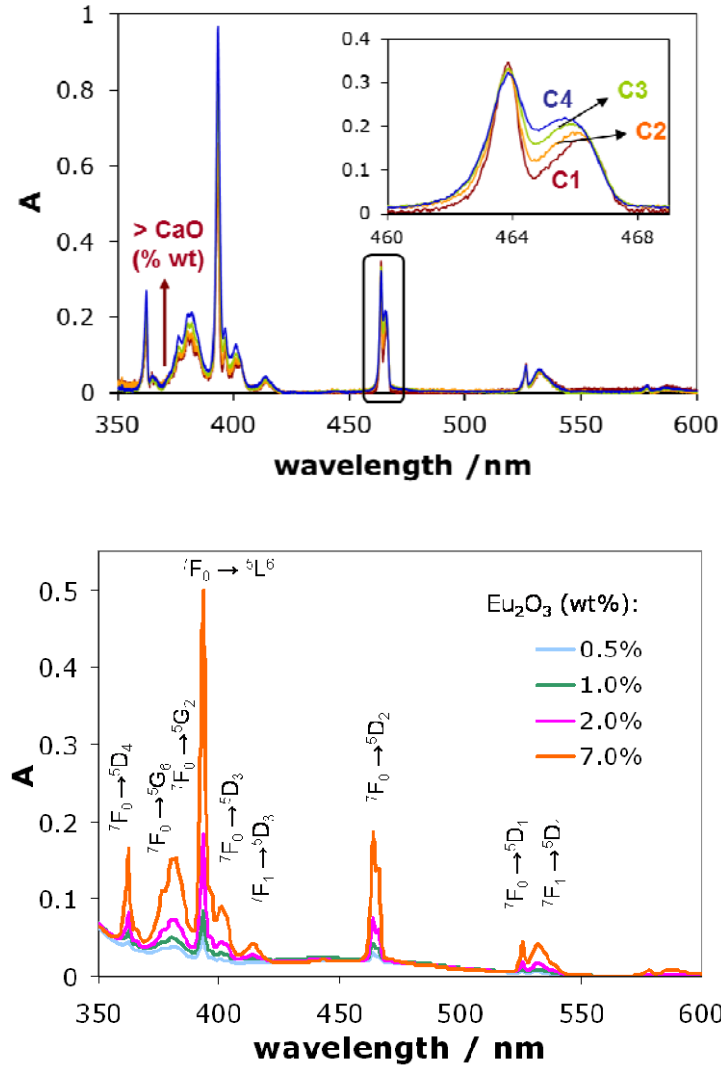 1
0.8
0.6
0.4
0.2
0
A
350
400
450
500
550
600
wavelength /nm
> CaO
(% wt)
0.4
0.3
0.2
0.1
0
460
464
468
C4
C3
C2
C1
0.5
0.4
0.3
0.2
0.1
0
A
350
400
450
500
550
600
wavelength / nm
⁷F₀ → ⁵L⁶
⁷F₀→⁵D₄
⁷F₀→⁵G₆
⁷F₀→⁵G₂
⁷F₀→⁵D₃
⁷F₁→⁵D₃
⁷F₀→⁵D₂
⁷F₀→⁵D₁
⁷F₁→⁵D
Eu₂O₃ (wt%):
0.5%
1.0%
2.0%
7.0%